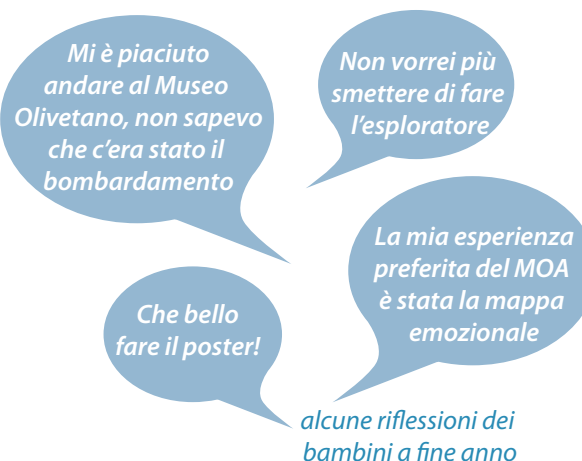 Mi è piaciuto
andare al Museo
Olivetano, non sapevo
che c'era stato il
bombardamento
Non vorrei più
smettere di fare
l'esploratore
La mia esperienza
preferita del MOA
è stata la mappa
emozionale
Che bello
fare il poster!
alcune riflessioni dei
bambini a fine anno